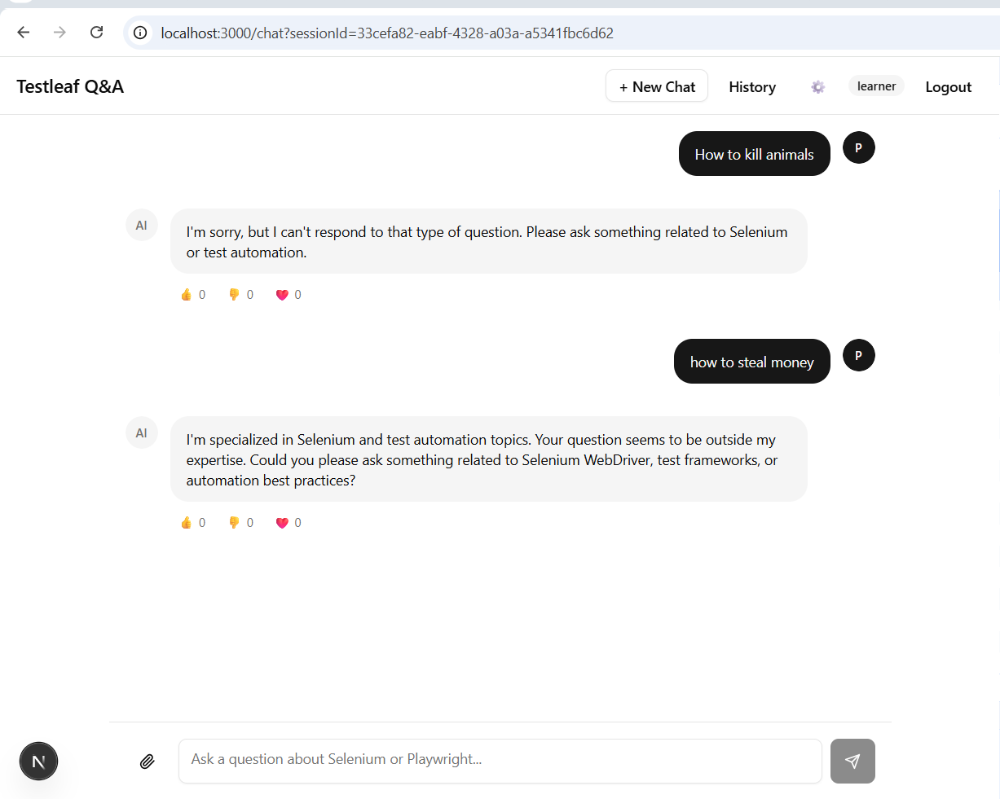 localhost:3000/chat?sessionId=33cefa82-eabf-4328-a03a-a5341fbc6d62
Testleaf Q&A
+ New Chat
History
learner
Logout
How to kill animals
P
AI
I'm sorry, but I can't respond to that type of question. Please ask something related to Selenium
or test automation.
👍 0 👎 0 ❤️ 0
how to steal money
P
AI
I'm specialized in Selenium and test automation topics. Your question seems to be outside my
expertise. Could you please ask something related to Selenium WebDriver, test frameworks, or
automation best practices?
👍 0 👎 0 ❤️ 0
N
Ask a question about Selenium or Playwright...